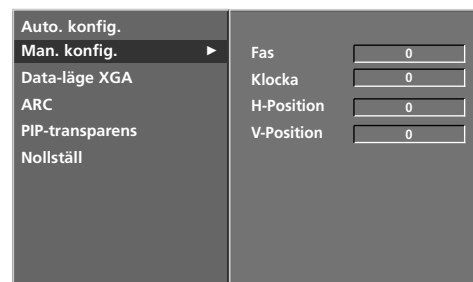 Auto. konfig.
Man. konfig. ►
Data-läge XGA
ARC
PIP-transparens
Nollställ
Fas 0
Klocka 0
H-Position 0
V-Position 0